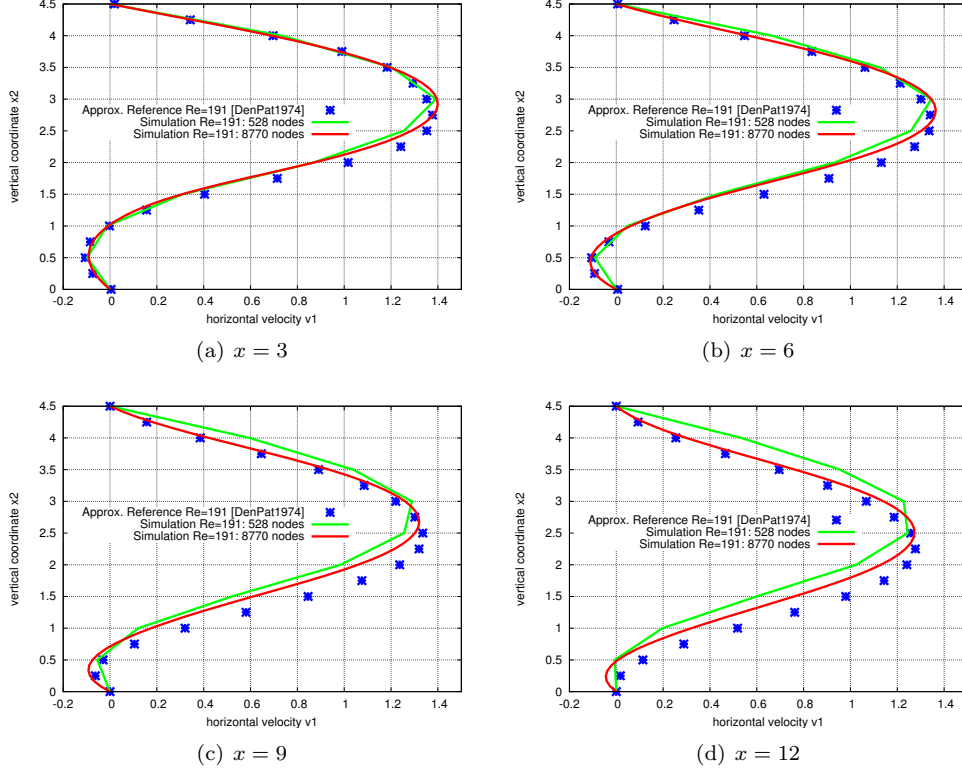 4.5
4
3.5
3
2.5
2
1.5
1
0.5
0
-0.2 0 0.2 0.4 0.6 0.8 1 1.2 1.4
vertical coordinate x2
horizontal velocity v1
Approx. Reference Re=191 [DenPat1974]
Simulation Re=191: 528 nodes
Simulation Re=191: 8770 nodes
(a) x = 3
4.5
4
3.5
3
2.5
2
1.5
1
0.5
0
-0.2 0 0.2 0.4 0.6 0.8 1 1.2 1.4
vertical coordinate x2
horizontal velocity v1
Approx. Reference Re=191 [DenPat1974]
Simulation Re=191: 528 nodes
Simulation Re=191: 8770 nodes
(b) x = 6
4.5
4
3.5
3
2.5
2
1.5
1
0.5
0
-0.2 0 0.2 0.4 0.6 0.8 1 1.2 1.4
vertical coordinate x2
horizontal velocity v1
Approx. Reference Re=191 [DenPat1974]
Simulation Re=191: 528 nodes
Simulation Re=191: 8770 nodes
(c) x = 9
4.5
4
3.5
3
2.5
2
1.5
1
0.5
0
-0.2 0 0.2 0.4 0.6 0.8 1 1.2 1.4
vertical coordinate x2
horizontal velocity v1
Approx. Reference Re=191 [DenPat1974]
Simulation Re=191: 528 nodes
Simulation Re=191: 8770 nodes
(d) x = 12